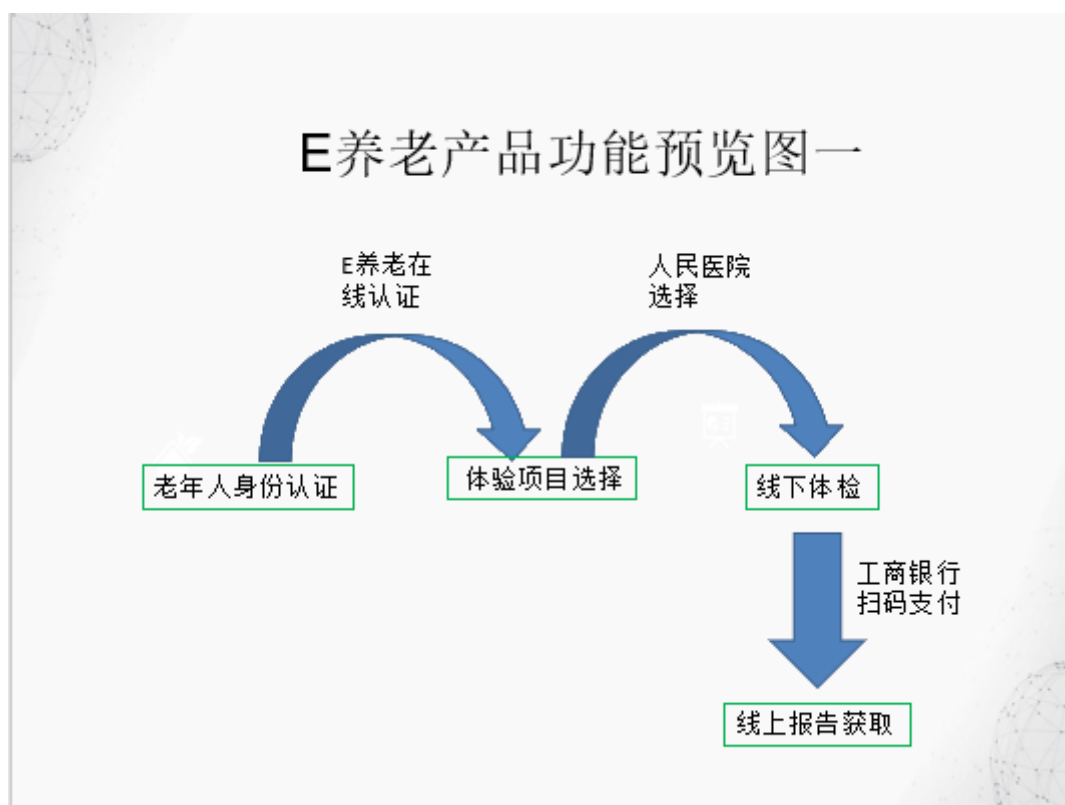 E养老产品功能预览图一
E养老在
线认证
人民医院
选择
老年人身份认证
体验项目选择
线下体检
工商银行
扫码支付
线上报告获取